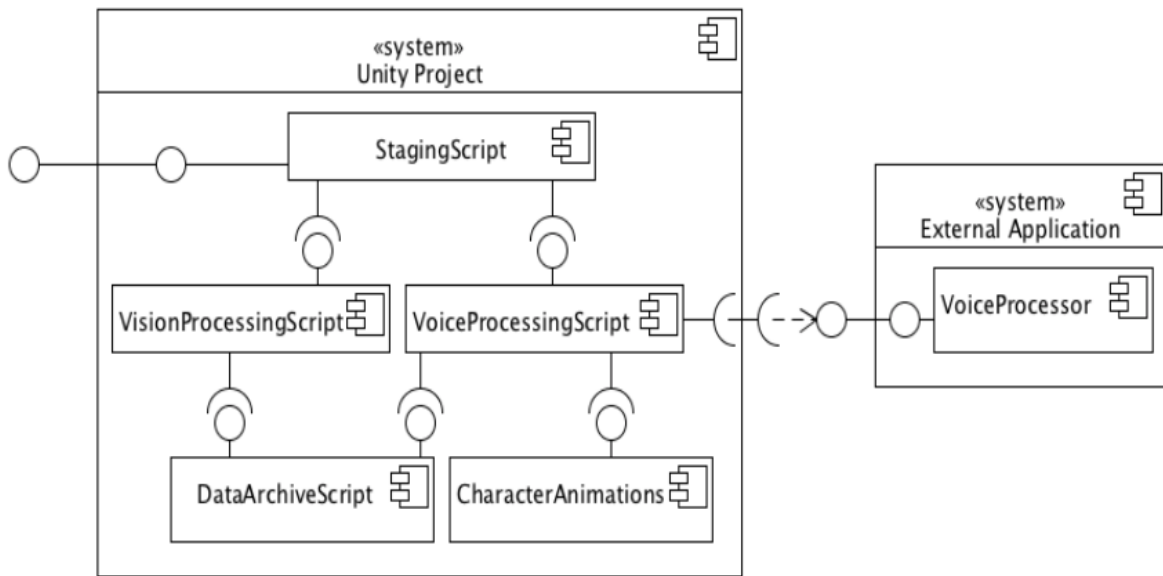 «system»
Unity Project
StagingScript
«system»
External Application
VisionProcessingScript
VoiceProcessingScript
VoiceProcessor
DataArchiveScript
CharacterAnimations